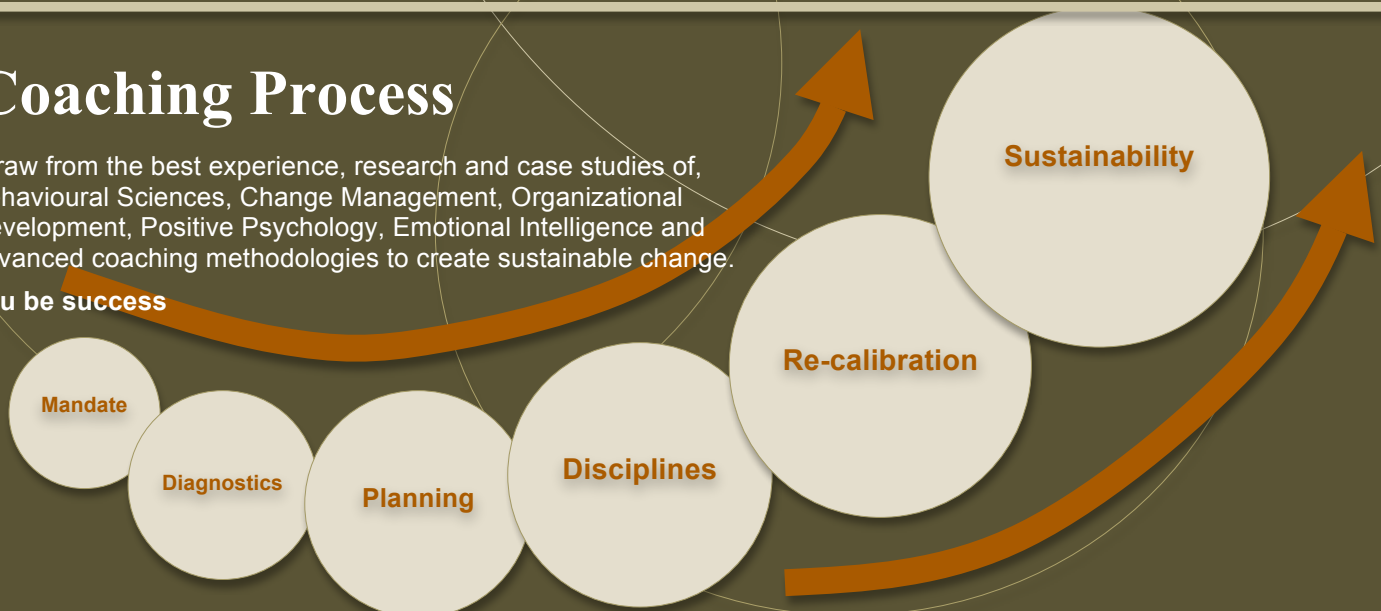 Coaching Process
raw from the best experience, research and case studies of,
havioural Sciences, Change Management, Organizational
velopment, Positive Psychology, Emotional Intelligence and
vanced coaching methodologies to create sustainable change.
u be success
Sustainability
Re-calibration
Mandate
Disciplines
Diagnostics
Planning